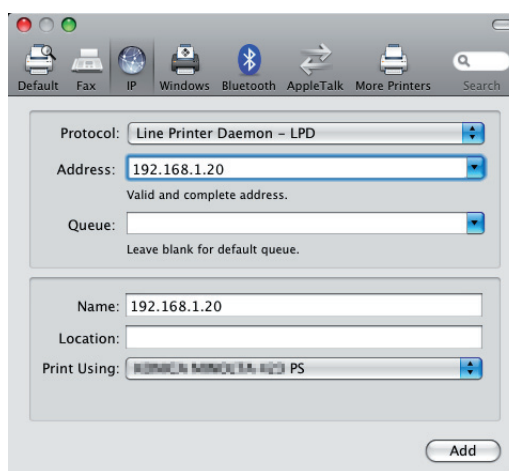 Default Fax IP Windows Bluetooth AppleTalk More Printers Search
Protocol: Line Printer Daemon – LPD
Address: 192.168.1.20
Valid and complete address.
Queue:
Leave blank for default queue.
Name: 192.168.1.20
Location:
Print Using: PS
Add